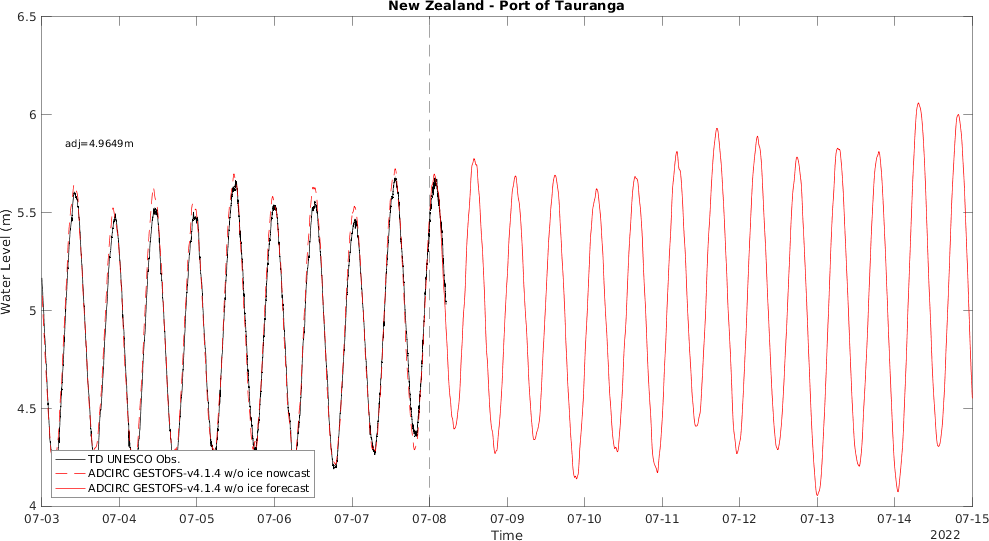 New Zealand - Port of Tauranga
6.5
6
5.5
5
4.5
4
Water Level (m)
adj=4.9649m
TD UNESCO Obs.
ADCIRC GESTOFS-v4.1.4 w/o ice nowcast
ADCIRC GESTOFS-v4.1.4 w/o ice forecast
07-03 07-04 07-05 07-06 07-07 07-08 07-09 07-10 07-11 07-12 07-13 07-14 07-15
Time
2022